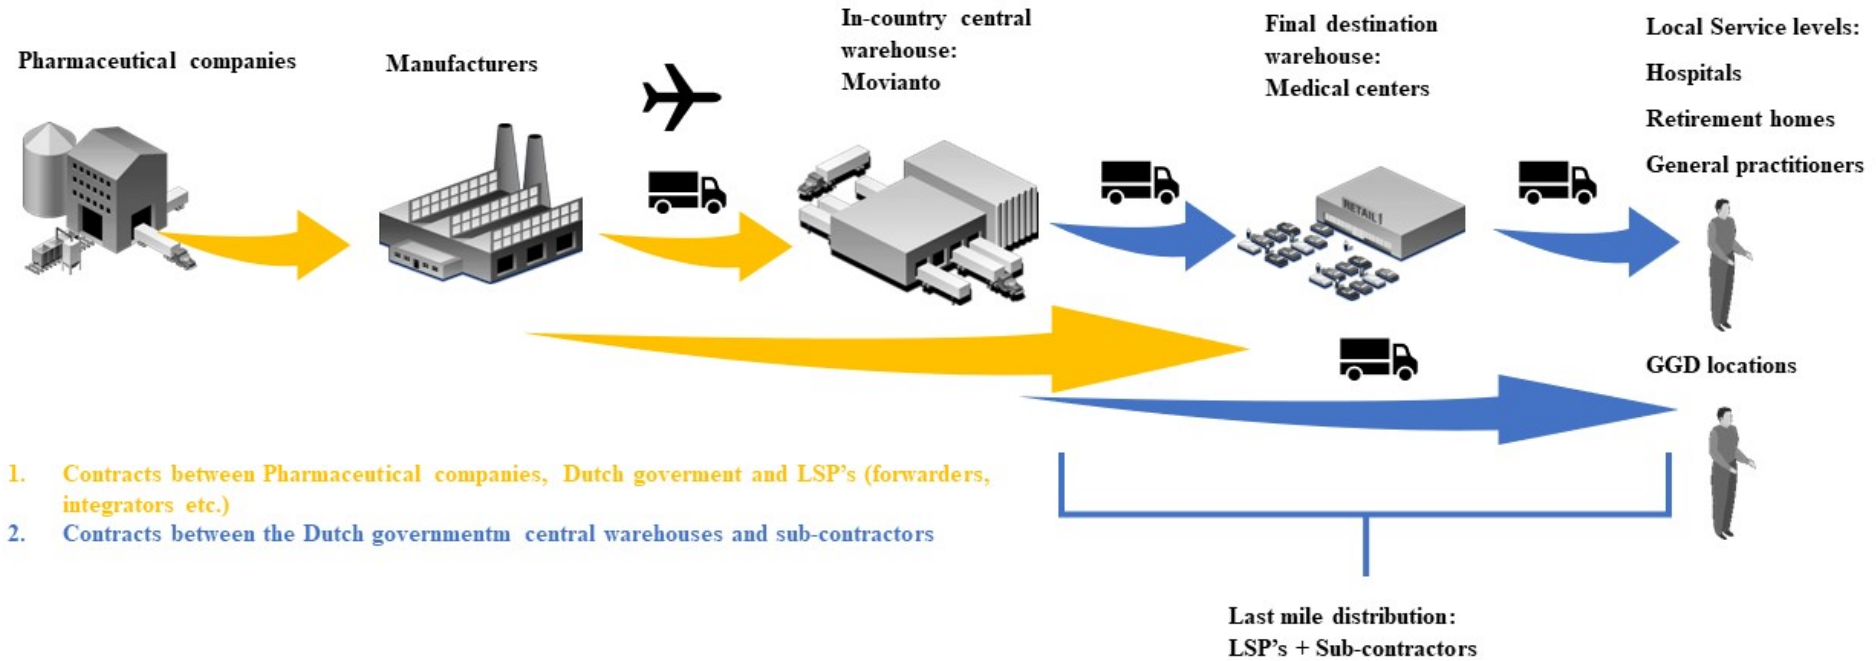 Pharmaceutical companies
Manufacturers
In-country central
warehouse:
Movianto
Final destination
warehouse:
Medical centers
Local Service levels:
Hospitals
Retirement homes
General practitioners
RETAIL
GGD locations
1. Contracts between Pharmaceutical companies, Dutch goverment and LSP's (forwarders,
integrators etc.)
2. Contracts between the Dutch governmentm central warehouses and sub-contractors
Last mile distribution:
LSP's + Sub-contractors